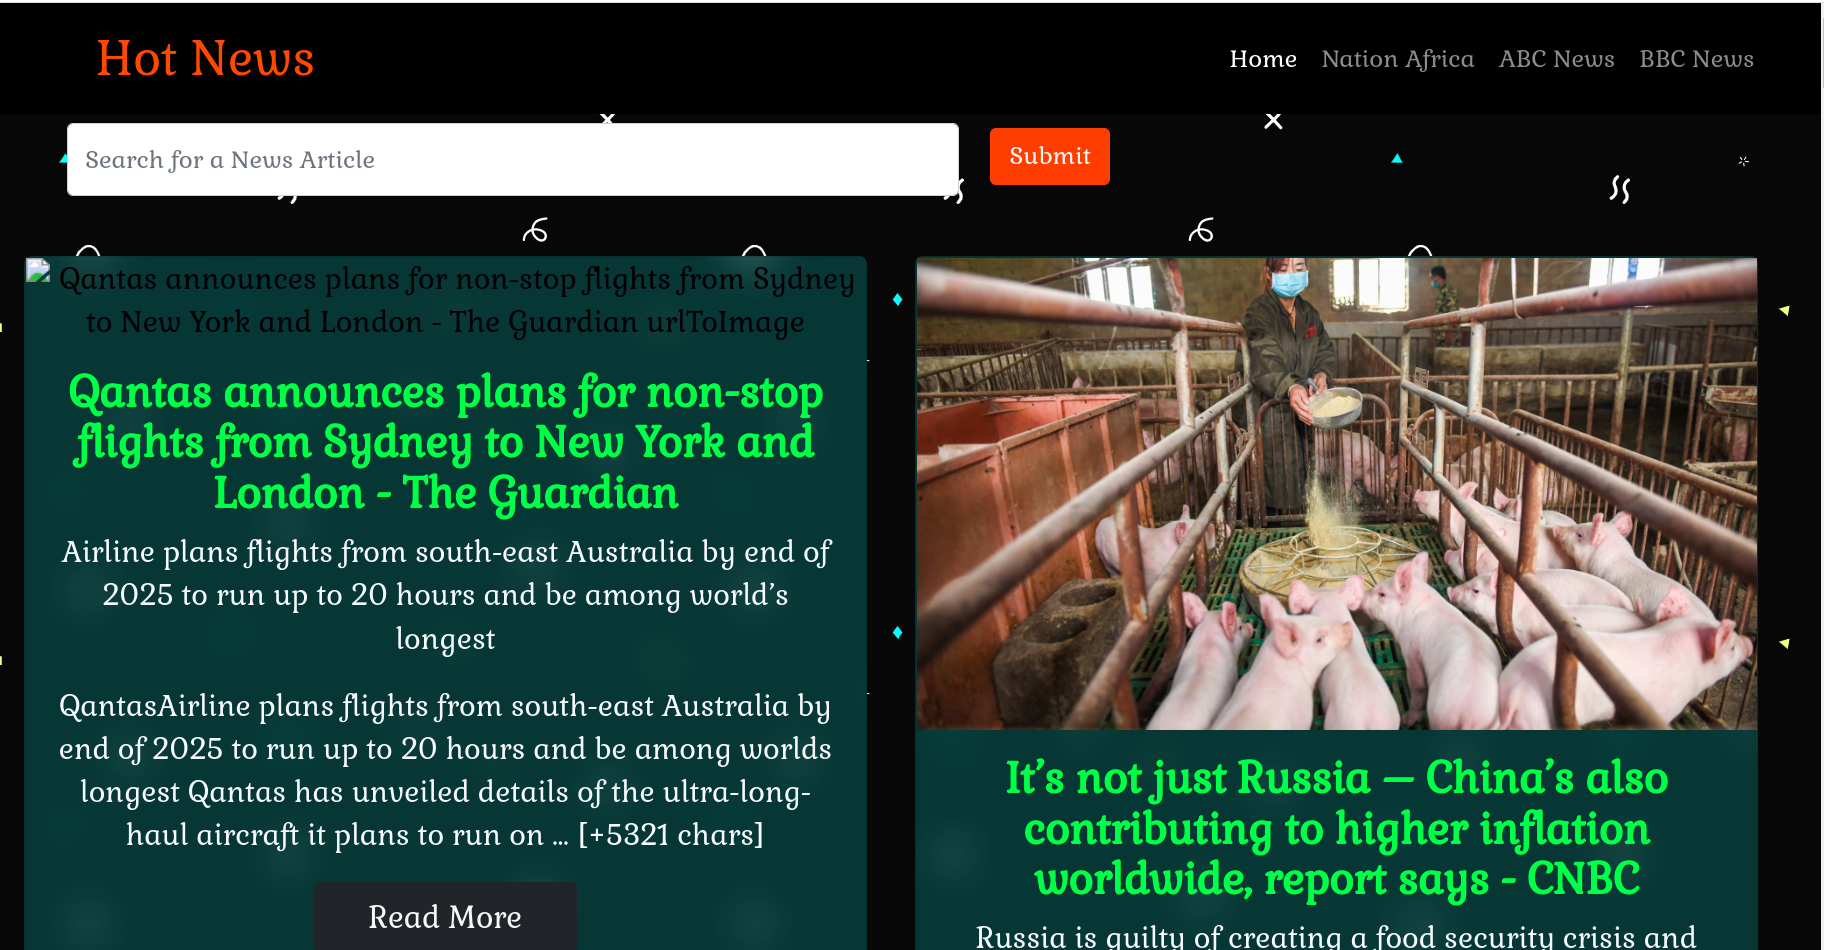 Hot News
Home Nation Africa ABC News BBC News
Search for a News Article
Submit
Qantas announces plans for non-stop flights from Sydney
to New York and London - The Guardian urlToImage
Qantas announces plans for non-stop
flights from Sydney to New York and
London - The Guardian
Airline plans flights from south-east Australia by end of
2025 to run up to 20 hours and be among world’s
longest
QantasAirline plans flights from south-east Australia by
end of 2025 to run up to 20 hours and be among worlds
longest Qantas has unveiled details of the ultra-long-
haul aircraft it plans to run on … [+5321 chars]
Read More
It’s not just Russia — China’s also
contributing to higher inflation
worldwide, report says - CNBC
Russia is guilty of creating a food security crisis and